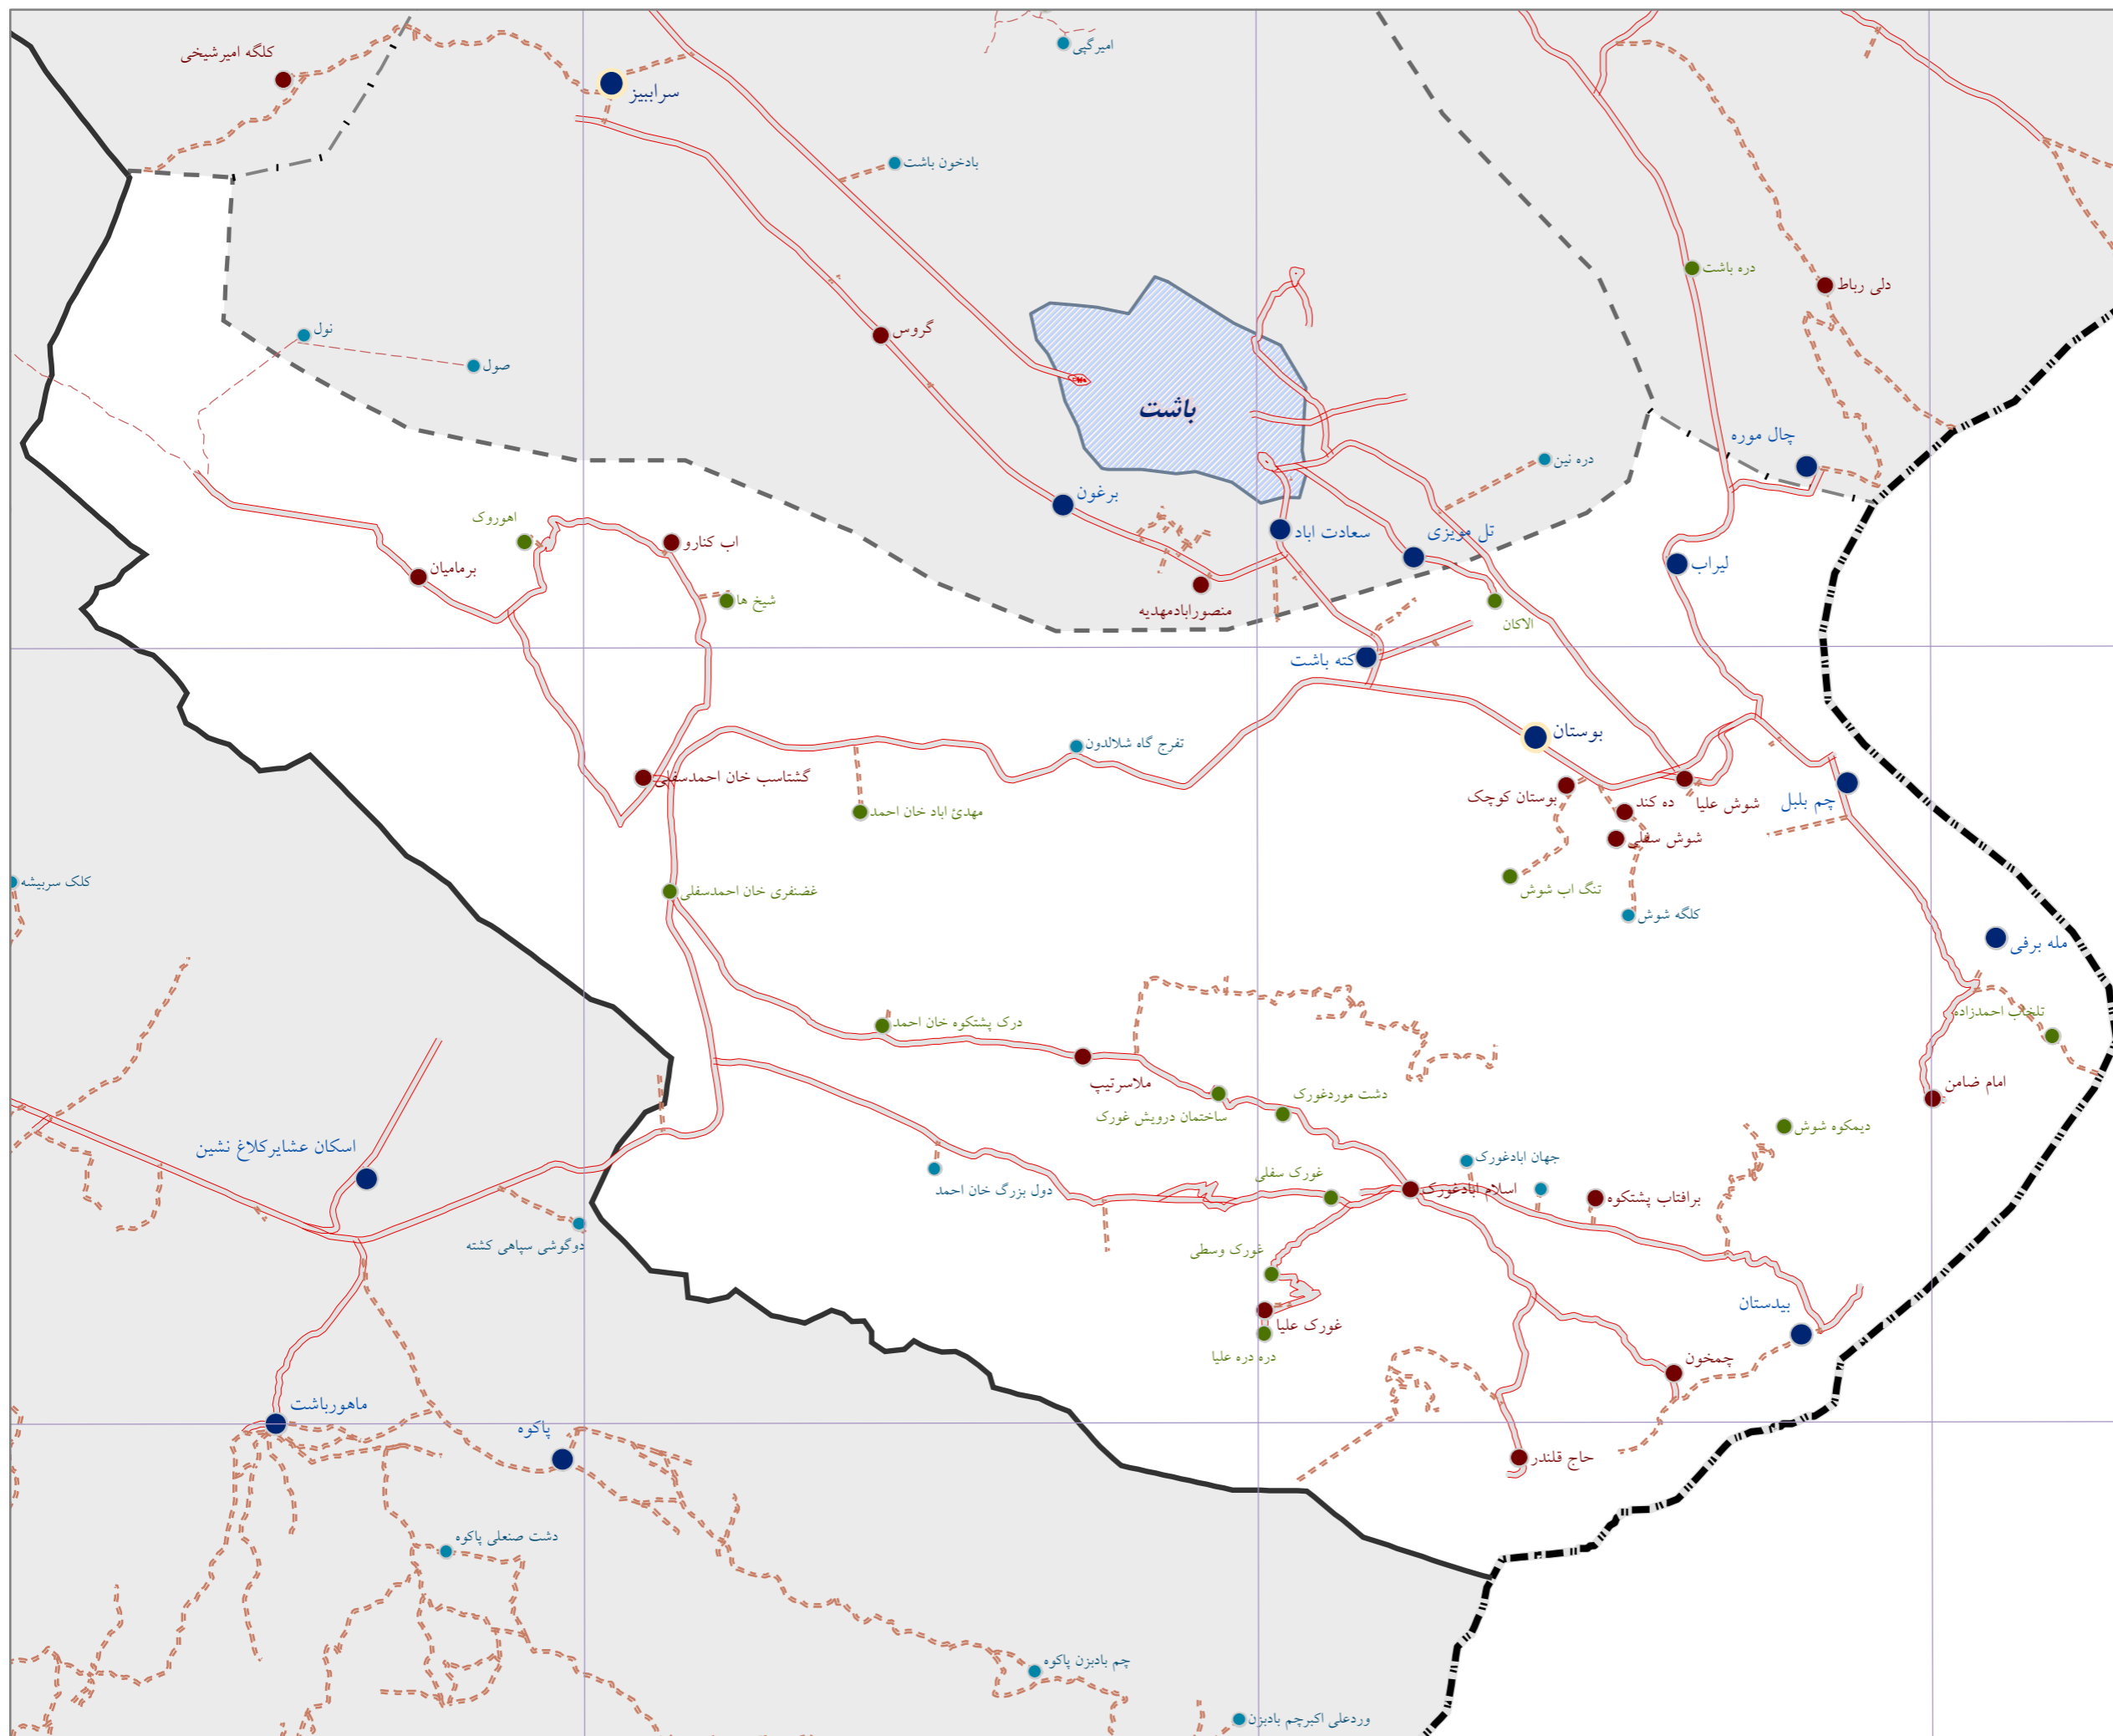 کلگه امیرشیخی
امیرگپی
سرابیز
بادخون باشت
دره باشت
دلی رباط
نول
گروس
صول
باشت
چال موره
دره نین
برغون
اهوروک
سعادت اباد
تل مویزی
اب کنارو
لیراب
برمامیان
شیخ ها
منصورابادمهدیه
الاکان
کته باشت
بوستان
تفرج گاه شلالدون
گشتاسب خان احمدسفلی
بوستان کوچک
ده کند
شوش علیا
چم بلبل
مهدئ اباد خان احمد
شوش سفلی
کلک سربیشه
غضنفری خان احمدسفلی
تنگ اب شوش
کلگه شوش
مله برفی
تلخاب احمدزاده
درک پشتکوه خان احمد
ملاسرتیپ
امام ضامن
دشت موردغورک
ساختمان درویش غورک
دیمکوه شوش
اسکان عشایرکلاغ نشین
جهان ابادغورک
غورک سفلی
دول بزرگ خان احمد
اسلام ابادغورک
برافتاب پشتکوه
دوگوشی سپاهی کشته
غورک وسطی
بیدستان
غورک علیا
دره دره علیا
چمخون
ماهورباشت
پاکوه
حاج قلندر
دشت صنعلی پاکوه
چم بادبزن پاکوه
وردعلی اکبرچم بادبزن